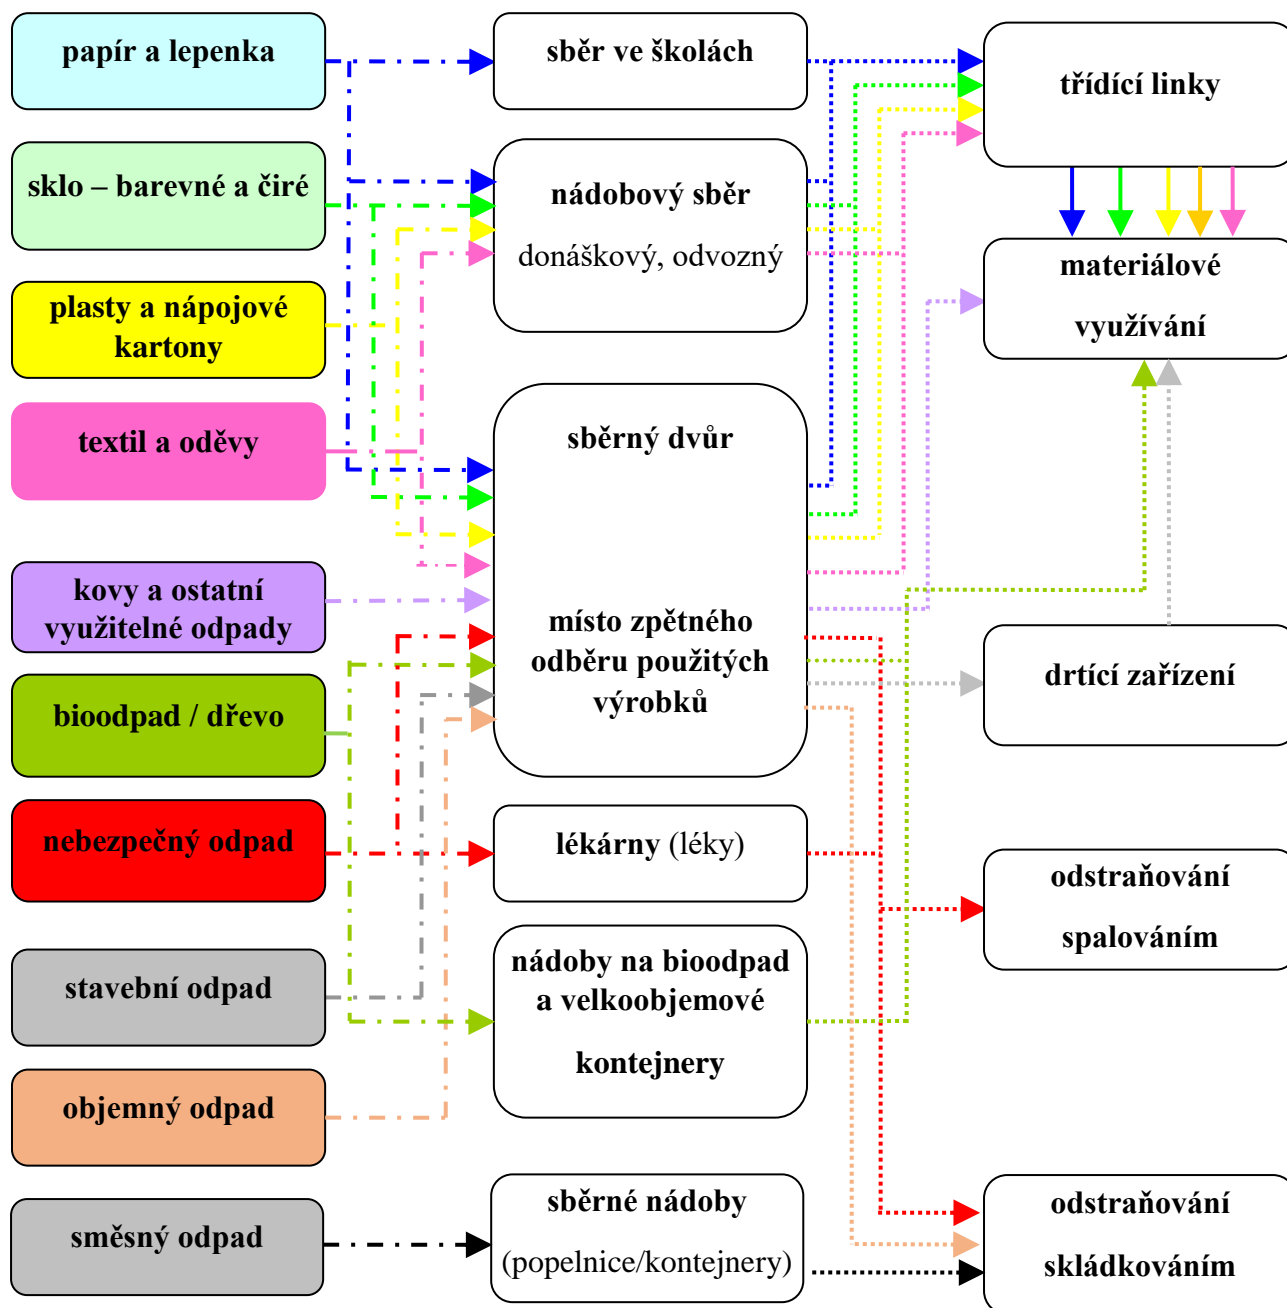 papír a lepenka
sklo – barevné a čiré
plasty a nápojové
kartony
textil a oděvy
kovy a ostatní
využitelné odpady
bioodpad / dřevo
nebezpečný odpad
stavební odpad
objemný odpad
směsný odpad
sběr ve školách
nádobový sběr
donáškový, odvozný
sběrný dvůr
místo zpětného
odběru použitých
výrobků
lékárny (léky)
nádoby na bioodpad
a velkoobjemové
kontejnery
sběrné nádoby
(popelnice/kontejnery)
třídící linky
materiálové
využívání
drtící zařízení
odstraňování
spalováním
odstraňování
skládkováním